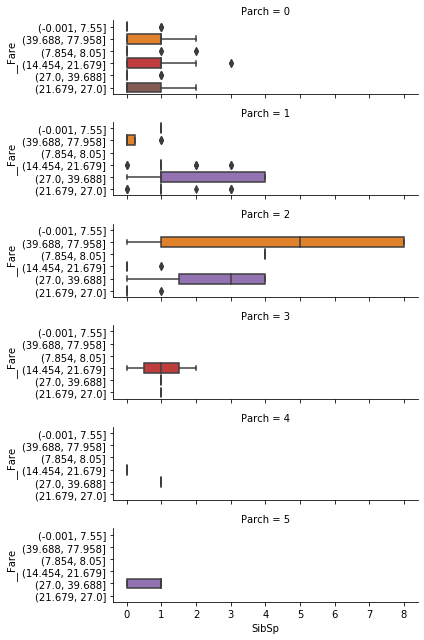 Parch = 0
(-0.001, 7.55]
(39.688, 77.958]
(7.854, 8.05]
(14.454, 21.679]
(27.0, 39.688]
(21.679, 27.0]
_Fare
Parch = 1
(-0.001, 7.55]
(39.688, 77.958]
(7.854, 8.05]
(14.454, 21.679]
(27.0, 39.688]
(21.679, 27.0]
_Fare
Parch = 2
(-0.001, 7.55]
(39.688, 77.958]
(7.854, 8.05]
(14.454, 21.679]
(27.0, 39.688]
(21.679, 27.0]
_Fare
Parch = 3
(-0.001, 7.55]
(39.688, 77.958]
(7.854, 8.05]
(14.454, 21.679]
(27.0, 39.688]
(21.679, 27.0]
_Fare
Parch = 4
(-0.001, 7.55]
(39.688, 77.958]
(7.854, 8.05]
(14.454, 21.679]
(27.0, 39.688]
(21.679, 27.0]
_Fare
Parch = 5
(-0.001, 7.55]
(39.688, 77.958]
(7.854, 8.05]
(14.454, 21.679]
(27.0, 39.688]
(21.679, 27.0]
_Fare
0 1 2 3 4 5 6 7 8
SibSp